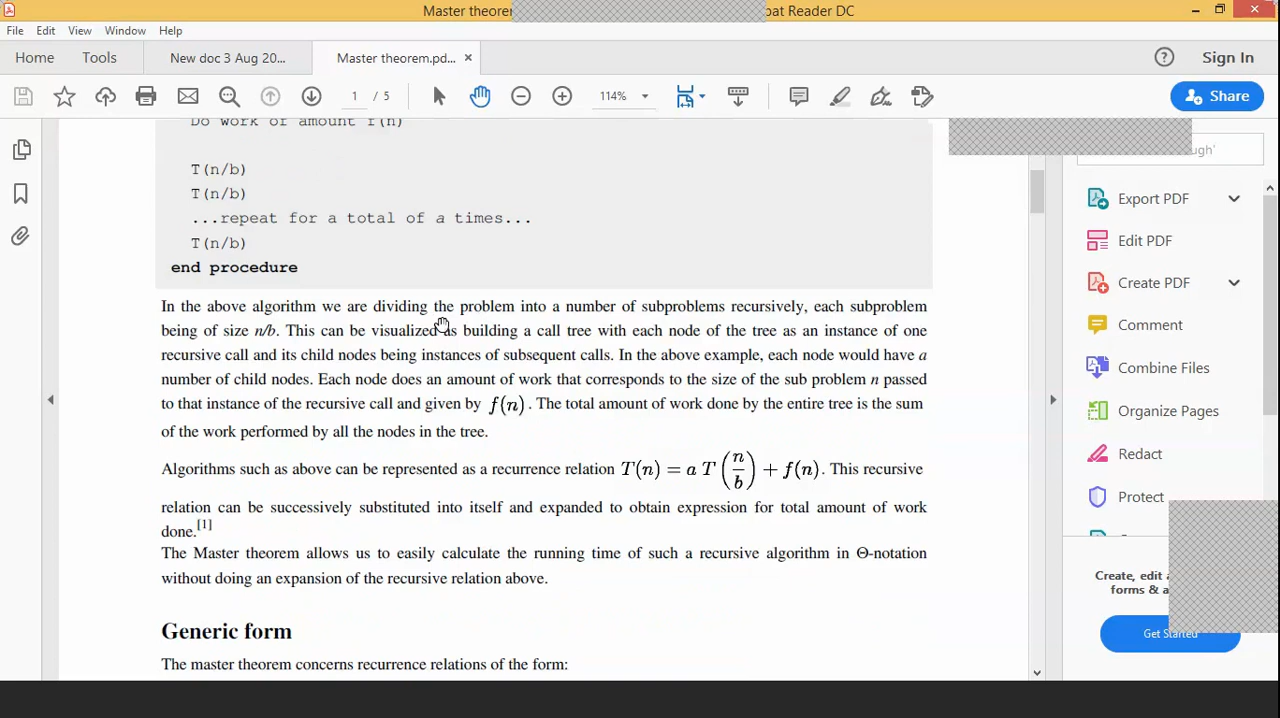 Master theorem bat Reader DC
File Edit View Window Help
Home Tools New doc 3 Aug 20... Master theorem.pd... × Sign In
1 / 5 114% Share
Do work of amount f(n)
T(n/b)
T(n/b)
...repeat for a total of a times...
T(n/b)
end procedure
In the above algorithm we are dividing the problem into a number of subproblems recursively, each subproblem
being of size n/b. This can be visualized as building a call tree with each node of the tree as an instance of one
recursive call and its child nodes being instances of subsequent calls. In the above example, each node would have a
number of child nodes. Each node does an amount of work that corresponds to the size of the sub problem n passed
to that instance of the recursive call and given by f(n). The total amount of work done by the entire tree is the sum
of the work performed by all the nodes in the tree.
Algorithms such as above can be represented as a recurrence relation T(n) = a T(n/b) + f(n). This recursive
relation can be successively substituted into itself and expanded to obtain expression for total amount of work
done.[1]
The Master theorem allows us to easily calculate the running time of such a recursive algorithm in Θ-notation
without doing an expansion of the recursive relation above.
Generic form
The master theorem concerns recurrence relations of the form:
Export PDF
Edit PDF
Create PDF
Comment
Combine Files
Organize Pages
Redact
Protect
Create, edit
forms &
Get Started